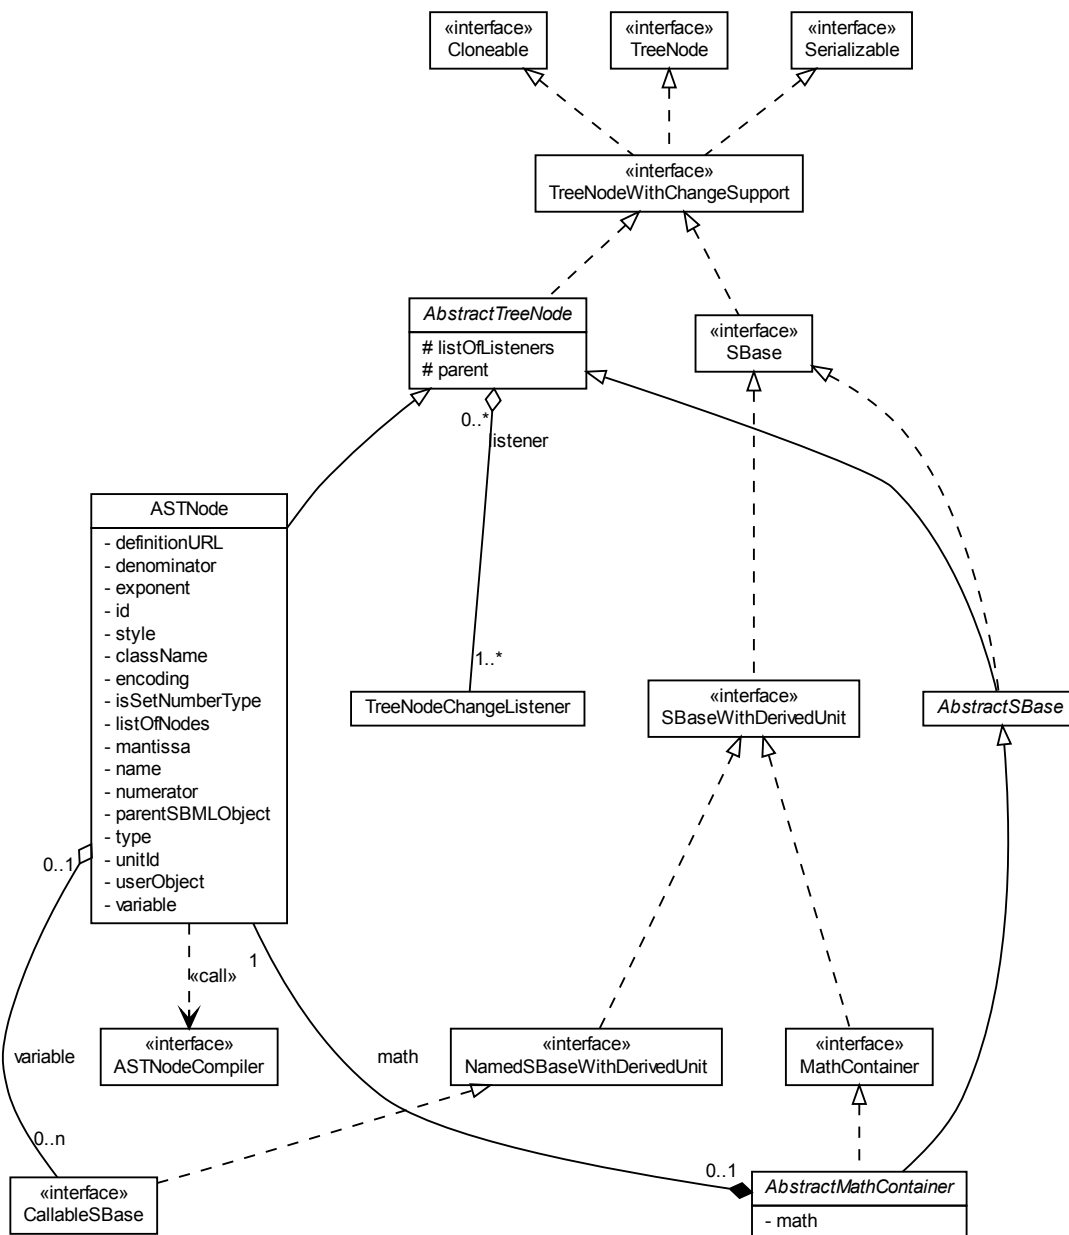 «interface»
Cloneable
«interface»
TreeNode
«interface»
Serializable
«interface»
TreeNodeWithChangeSupport
AbstractTreeNode
# listOfListeners
# parent
«interface»
SBase
0..*
listener
ASTNode
- definitionURL
- denominator
- exponent
- id
- style
- className
- encoding
- isSetNumberType
- listOfNodes
- mantissa
- name
- numerator
- parentSBMLObject
- type
- unitId
- userObject
- variable
1..*
TreeNodeChangeListener
«interface»
SBaseWithDerivedUnit
AbstractSBase
0..1
1
«call»
«interface»
ASTNodeCompiler
variable
math
«interface»
NamedSBaseWithDerivedUnit
«interface»
MathContainer
0..n
«interface»
CallableSBase
0..1
AbstractMathContainer
- math